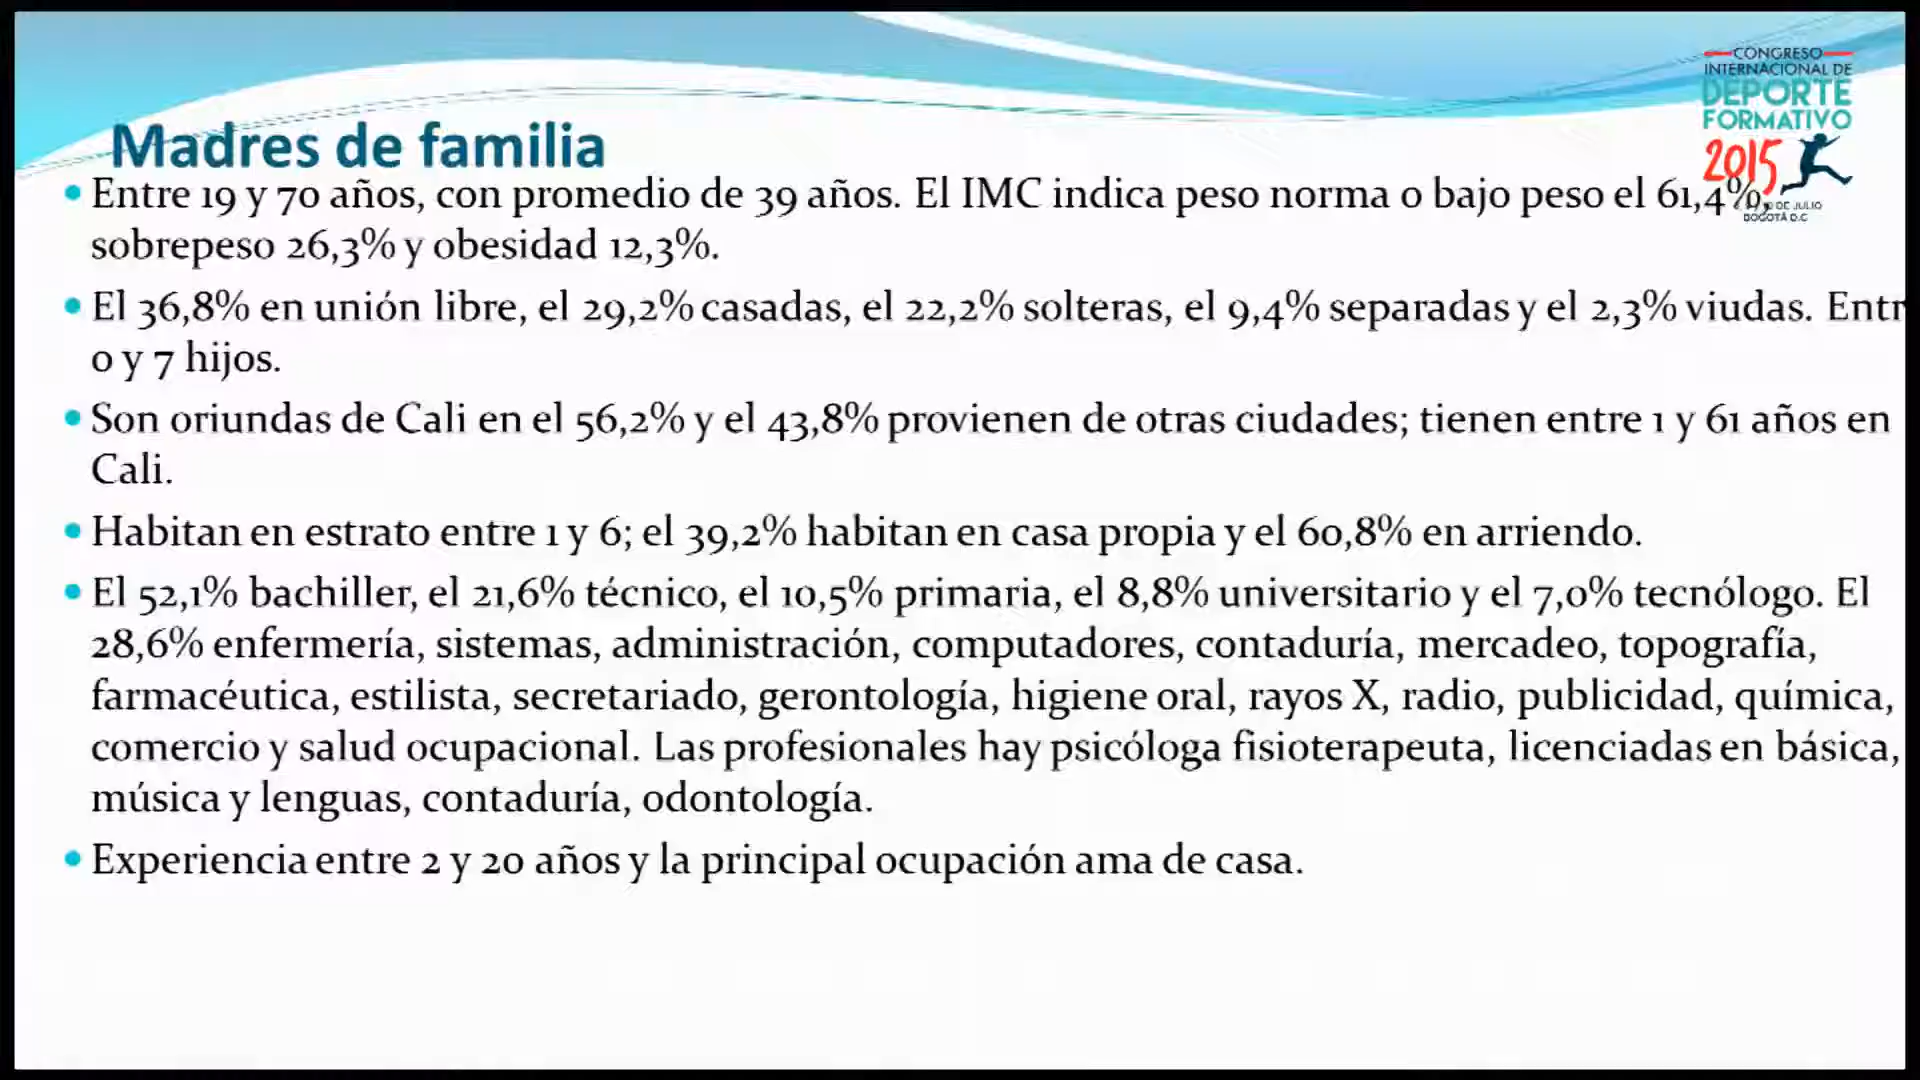 CONGRESO
INTERNACIONAL DE
DEPORTE
FORMATIVO
2015
DE JULIO
BOGOTÁ D.C
Madres de familia
• Entre 19 y 70 años, con promedio de 39 años. El IMC indica peso norma o bajo peso el 61,4%,
sobrepeso 26,3% y obesidad 12,3%.
• El 36,8% en unión libre, el 29,2% casadas, el 22,2% solteras, el 9,4% separadas y el 2,3% viudas. Entr
0 y 7 hijos.
• Son oriundas de Cali en el 56,2% y el 43,8% provienen de otras ciudades; tienen entre 1 y 61 años en
Cali.
• Habitan en estrato entre 1 y 6; el 39,2% habitan en casa propia y el 60,8% en arriendo.
• El 52,1% bachiller, el 21,6% técnico, el 10,5% primaria, el 8,8% universitario y el 7,0% tecnólogo. El
28,6% enfermería, sistemas, administración, computadores, contaduría, mercadeo, topografía,
farmacéutica, estilista, secretariado, gerontología, higiene oral, rayos X, radio, publicidad, química,
comercio y salud ocupacional. Las profesionales hay psicóloga fisioterapeuta, licenciadas en básica,
música y lenguas, contaduría, odontología.
• Experiencia entre 2 y 20 años y la principal ocupación ama de casa.